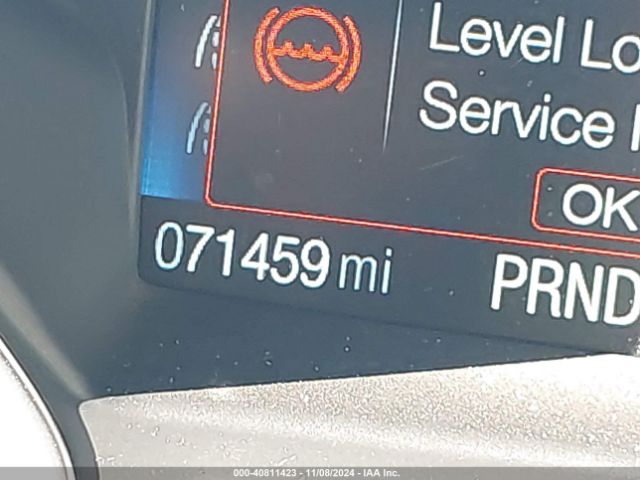 Level Lo
Service
OK
071459 mi
PRND
000-40811423 - 11/08/2024 - IAA Inc.